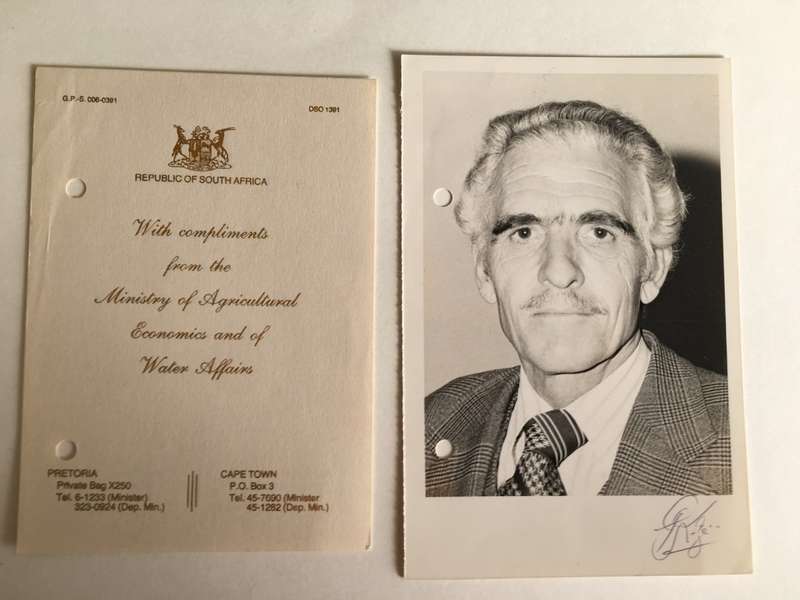 G.P.-S. 006-0391
DSO 1391
REPUBLIC OF SOUTH AFRICA
With compliments
from the
Ministry of Agricultural
Economics and of
Water Affairs
PRETORIA
Private Bag X250
Tel. 6-1233 (Minister)
323-0924 (Dep. Min.)
CAPE TOWN
P.O. Box 3
Tel. 45-7690 (Minister
45-1282 (Dep. Min.)